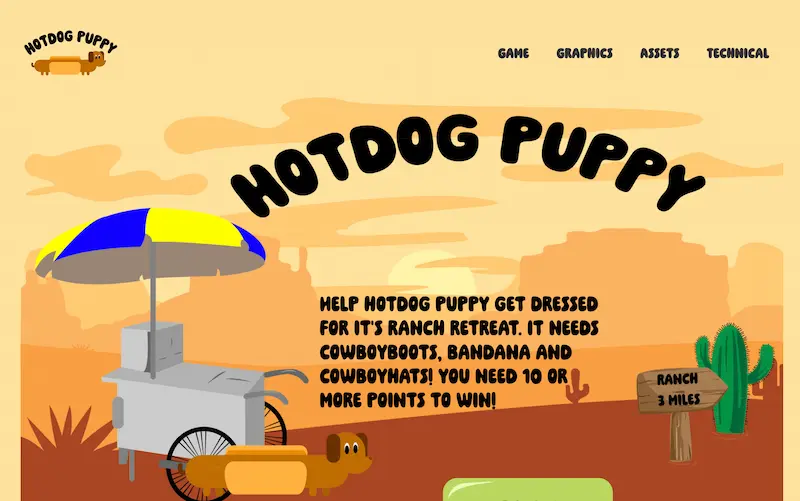 HOTDOG PUPPY
GAME GRAPHICS ASSETS TECHNICAL
HOTDOG PUPPY
HELP HOTDOG PUPPY GET DRESSED
FOR IT'S RANCH RETREAT. IT NEEDS
COWBOYBOOTS, BANDANA AND
COWBOYHATS! YOU NEED 10 OR
MORE POINTS TO WIN!
RANCH
3 MILES